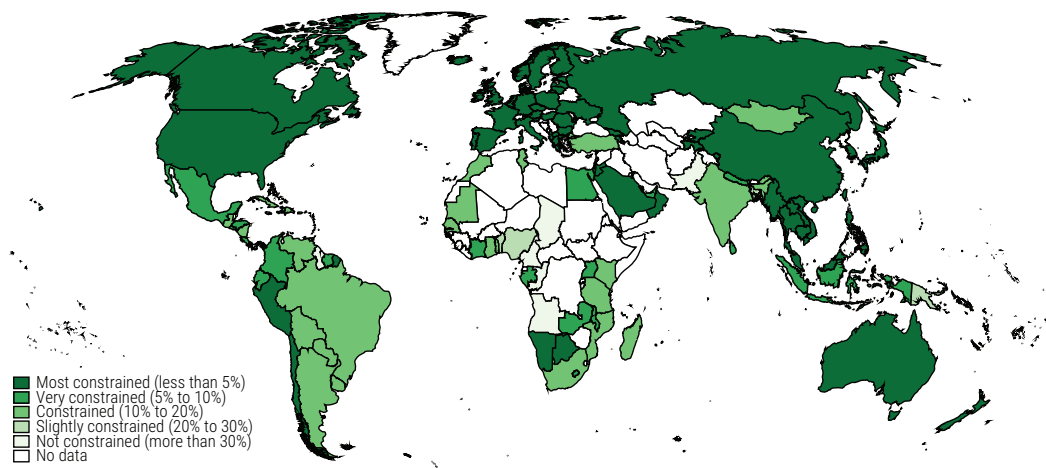 Most constrained (less than 5%)
Very constrained (5% to 10%)
Constrained (10% to 20%)
Slightly constrained (20% to 30%)
Not constrained (more than 30%)
No data